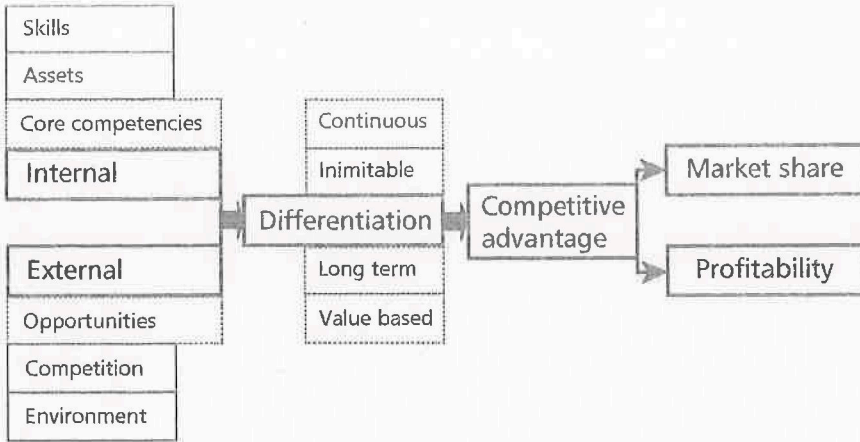 Skills
Assets
Core competencies
Internal
External
Opportunities
Competition
Environment
Continuous
Inimitable
Differentiation
Long term
Value based
Competitive
advantage
Market share
Profitability